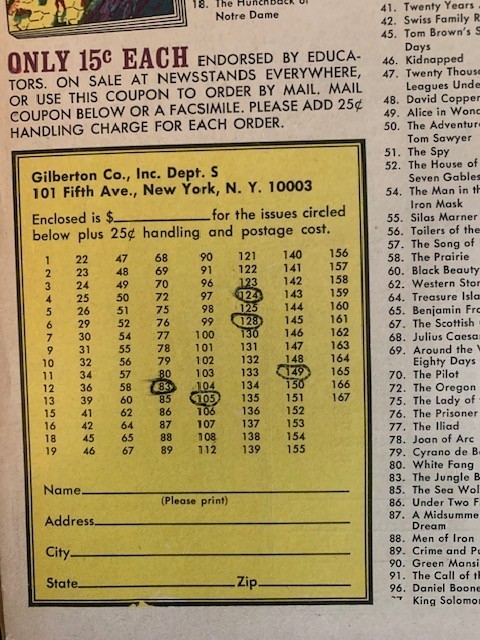 18. The Hunchback of
Notre Dame
ONLY 15¢ EACH ENDORSED BY EDUCA-
TORS. ON SALE AT NEWSSTANDS EVERYWHERE,
OR USE THIS COUPON TO ORDER BY MAIL. MAIL
COUPON BELOW OR A FACSIMILE. PLEASE ADD 25¢
HANDLING CHARGE FOR EACH ORDER.
Gilberton Co., Inc. Dept. S
101 Fifth Ave., New York, N. Y. 10003
Enclosed is $ for the issues circled
below plus 25¢ handling and postage cost.
1 22 47 68 90 121 140 156
2 23 48 69 91 122 141 157
3 24 49 70 96 123 142 158
4 25 50 72 97 124 143 159
5 26 51 75 98 125 144 160
6 29 52 76 99 128 145 161
7 30 54 77 100 130 146 162
9 31 55 78 101 131 147 163
10 32 56 79 102 132 148 164
11 34 57 80 103 133 149 165
12 36 58 83 104 134 150 166
13 39 60 85 105 135 151 167
15 41 62 86 106 136 152
16 42 64 87 107 137 153
18 45 65 88 108 138 154
19 46 67 89 112 139 155
Name
(Please print)
Address
City
State Zip
41. Twenty Years
42. Swiss Family R
45. Tom Brown's S
Days
46. Kidnapped
47. Twenty Thous
Leagues Unde
48. David Copper
49. Alice in Wond
50. The Adventur
Tom Sawyer
51. The Spy
52. The House of
Seven Gables
54. The Man in th
Iron Mask
55. Silas Marner
56. Toilers of the
57. The Song of
58. The Prairie
60. Black Beauty
62. Western Stor
64. Treasure Isla
65. Benjamin Fr
67. The Scottish
68. Julius Caesa
69. Around the W
Eighty Days
70. The Pilot
72. The Oregon
75. The Lady of
76. The Prisoner
77. The Iliad
78. Joan of Arc
79. Cyrano de B
80. White Fang
83. The Jungle B
85. The Sea Wol
86. Under Two F
87. A Midsumme
Dream
88. Men of Iron
89. Crime and Pu
90. Green Mansi
91. The Call of th
96. Daniel Boone
King Solomo